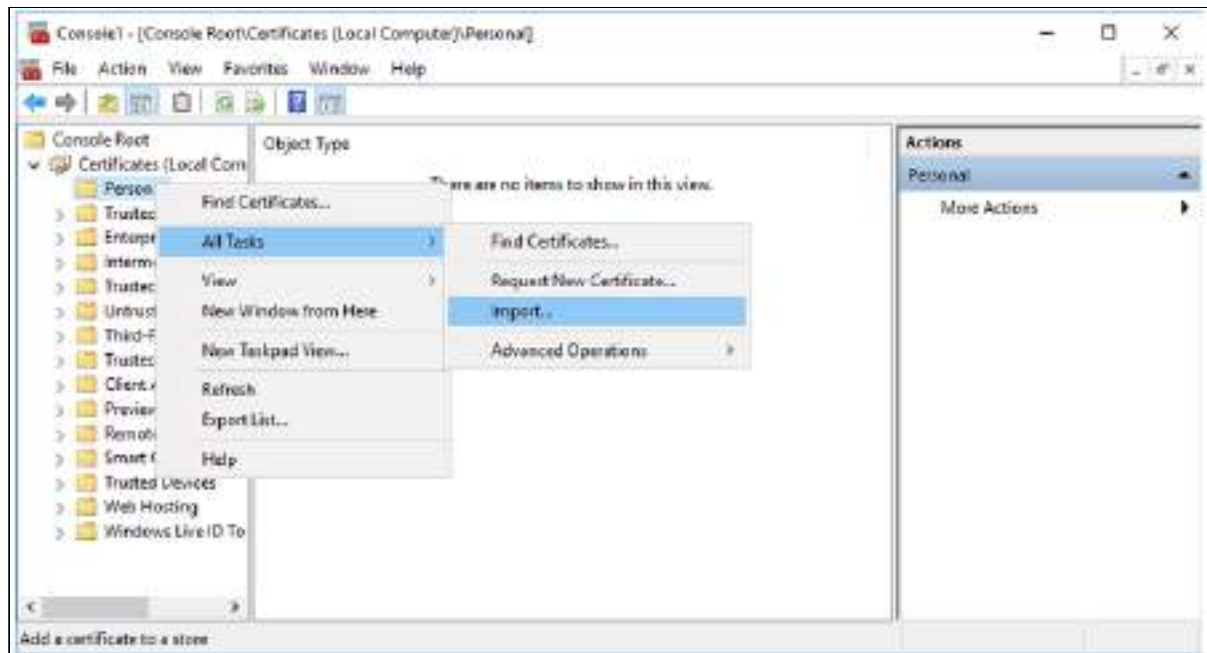 Console1 - [Console Root\Certificates (Local Computer)\Personal]
File Action View Favorites Window Help
Console Root
Certificates (Local Com
Person
Trusted
Enterpr
Interm
Trusted
Untrust
Third-P
Trusted
Client A
Preview
Remot
Smart C
Trusted Devices
Web Hosting
Windows Live ID To
Object Type
There are no items to show in this view.
Find Certificates...
All Tasks
View
New Window from Here
New Taskpad View...
Refresh
Export List...
Help
Find Certificates...
Request New Certificate...
Import...
Advanced Operations
Actions
Personal
More Actions
Add a certificate to a store